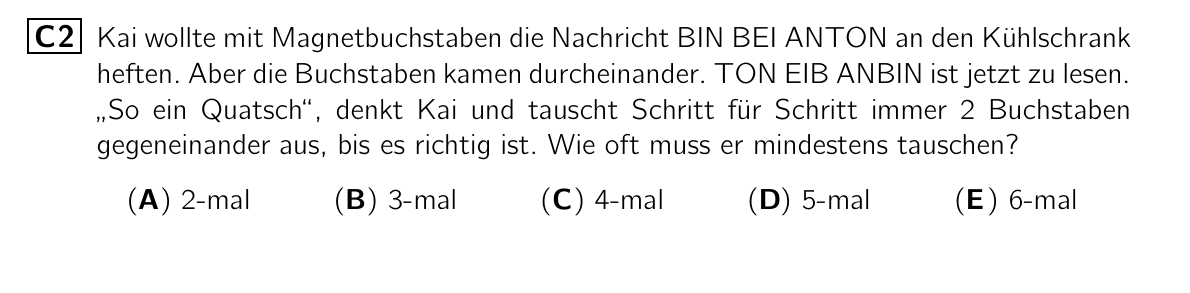 C2 Kai wollte mit Magnetbuchstaben die Nachricht BIN BEI ANTON an den Kühlschrank
heften. Aber die Buchstaben kamen durcheinander. TON EIB ANBIN ist jetzt zu lesen.
„So ein Quatsch“, denkt Kai und tauscht Schritt für Schritt immer 2 Buchstaben
gegeneinander aus, bis es richtig ist. Wie oft muss er mindestens tauschen?
(A) 2-mal (B) 3-mal (C) 4-mal (D) 5-mal (E) 6-mal